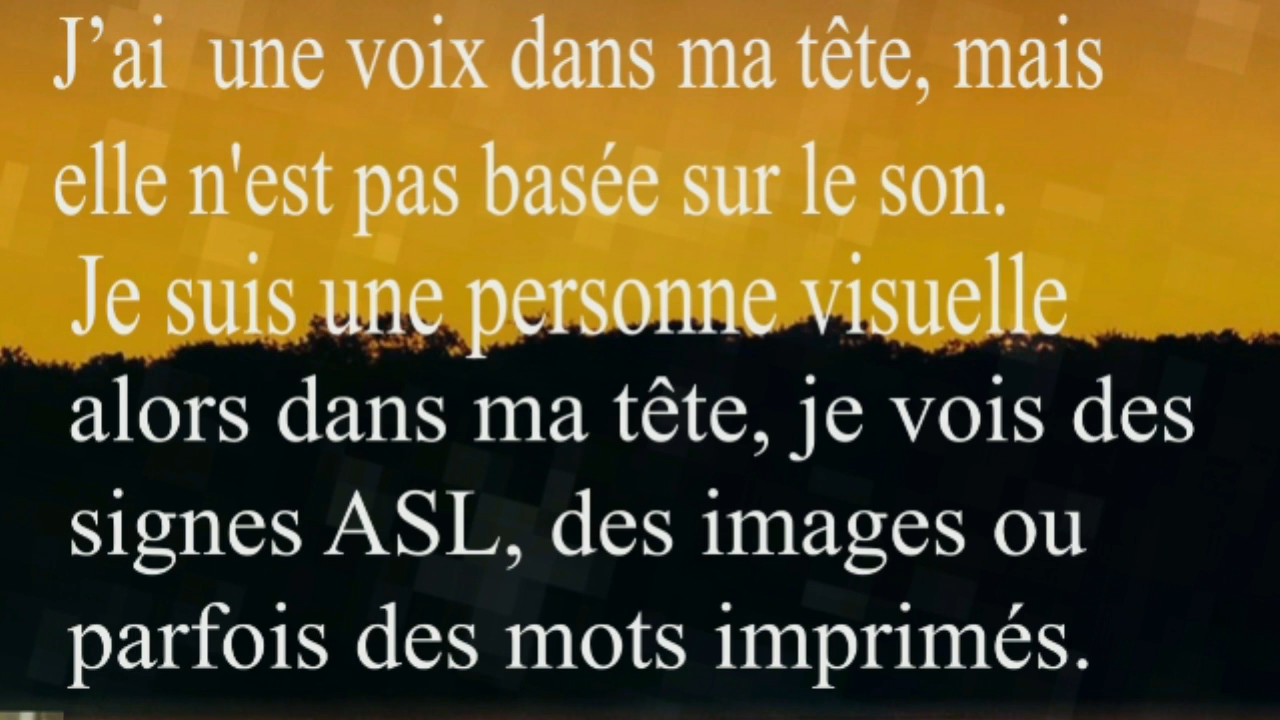 J’ai une voix dans ma tête, mais
elle n'est pas basée sur le son.
Je suis une personne visuelle
alors dans ma tête, je vois des
signes ASL, des images ou
parfois des mots imprimés.